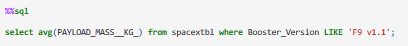 %%sql
select avg(PAYLOAD_MASS__KG_) from spacextbl where Booster_Version LIKE 'F9 v1.1';